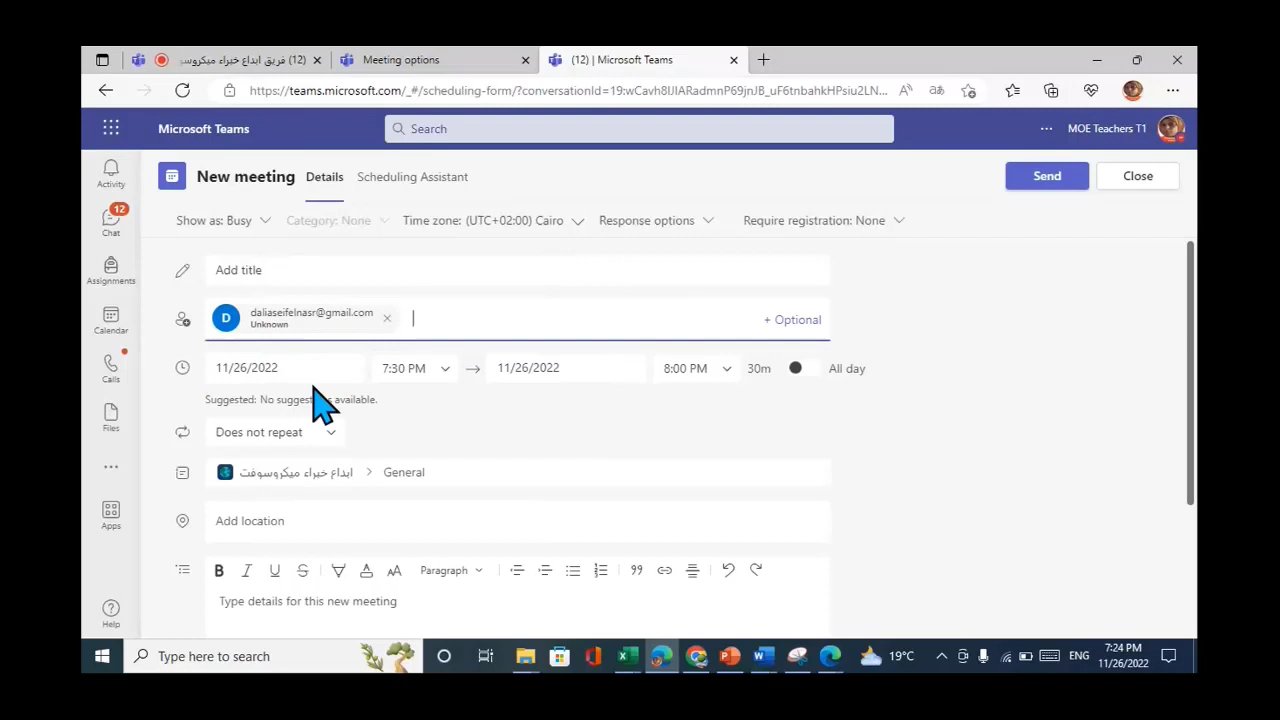 (12) فريق ابداع خبراء ميكروسو
Meeting options
(12) | Microsoft Teams
https://teams.microsoft.com/_#/scheduling-form/?conversationId=19:wCavh8IJIARadmnP69jnJB_uF6tnbahkHPsiu2LN...
Microsoft Teams
Search
MOE Teachers T1
New meeting
Details
Scheduling Assistant
Send
Close
Show as: Busy
Category: None
Time zone: (UTC+02:00) Cairo
Response options
Require registration: None
Activity
12
Chat
Assignments
Calendar
Calls
Files
Apps
Help
Add title
D
daliaseifelnasr@gmail.com
Unknown
+ Optional
11/26/2022
7:30 PM
11/26/2022
8:00 PM
30m
All day
Suggested: No available.
Does not repeat
ابداع خبراء ميكروسوفت
General
Add location
Paragraph
Type details for this new meeting
Type here to search
19°C
ENG
7:24 PM
11/26/2022